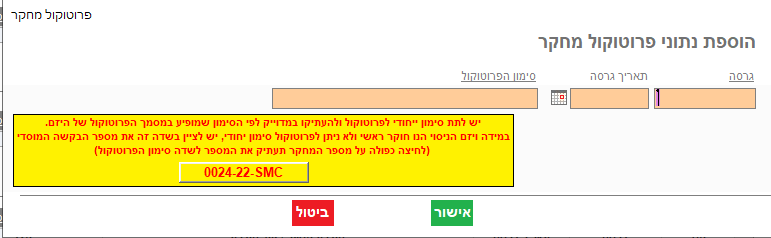 פרוטוקול מחקר
הוספת נתוני פרוטוקול מחקר
גרסה תאריך גרסה סימון הפרוטוקול
יש לתת סימון ייחודי לפרוטוקול ולהעתיקו במדוייק לפי הסימון שמופיע במסמך הפרוטוקול של היזם.
במידה ויזם הניסוי הנו חוקר ראשי ולא ניתן לפרוטוקול סימון יחודי, יש לציין בשדה זה את מספר הבקשה המוסדי
(לחיצה כפולה על מספר המחקר תעתיק את המספר לשדה סימון הפרוטוקול)
0024-22-SMC
אישור ביטול